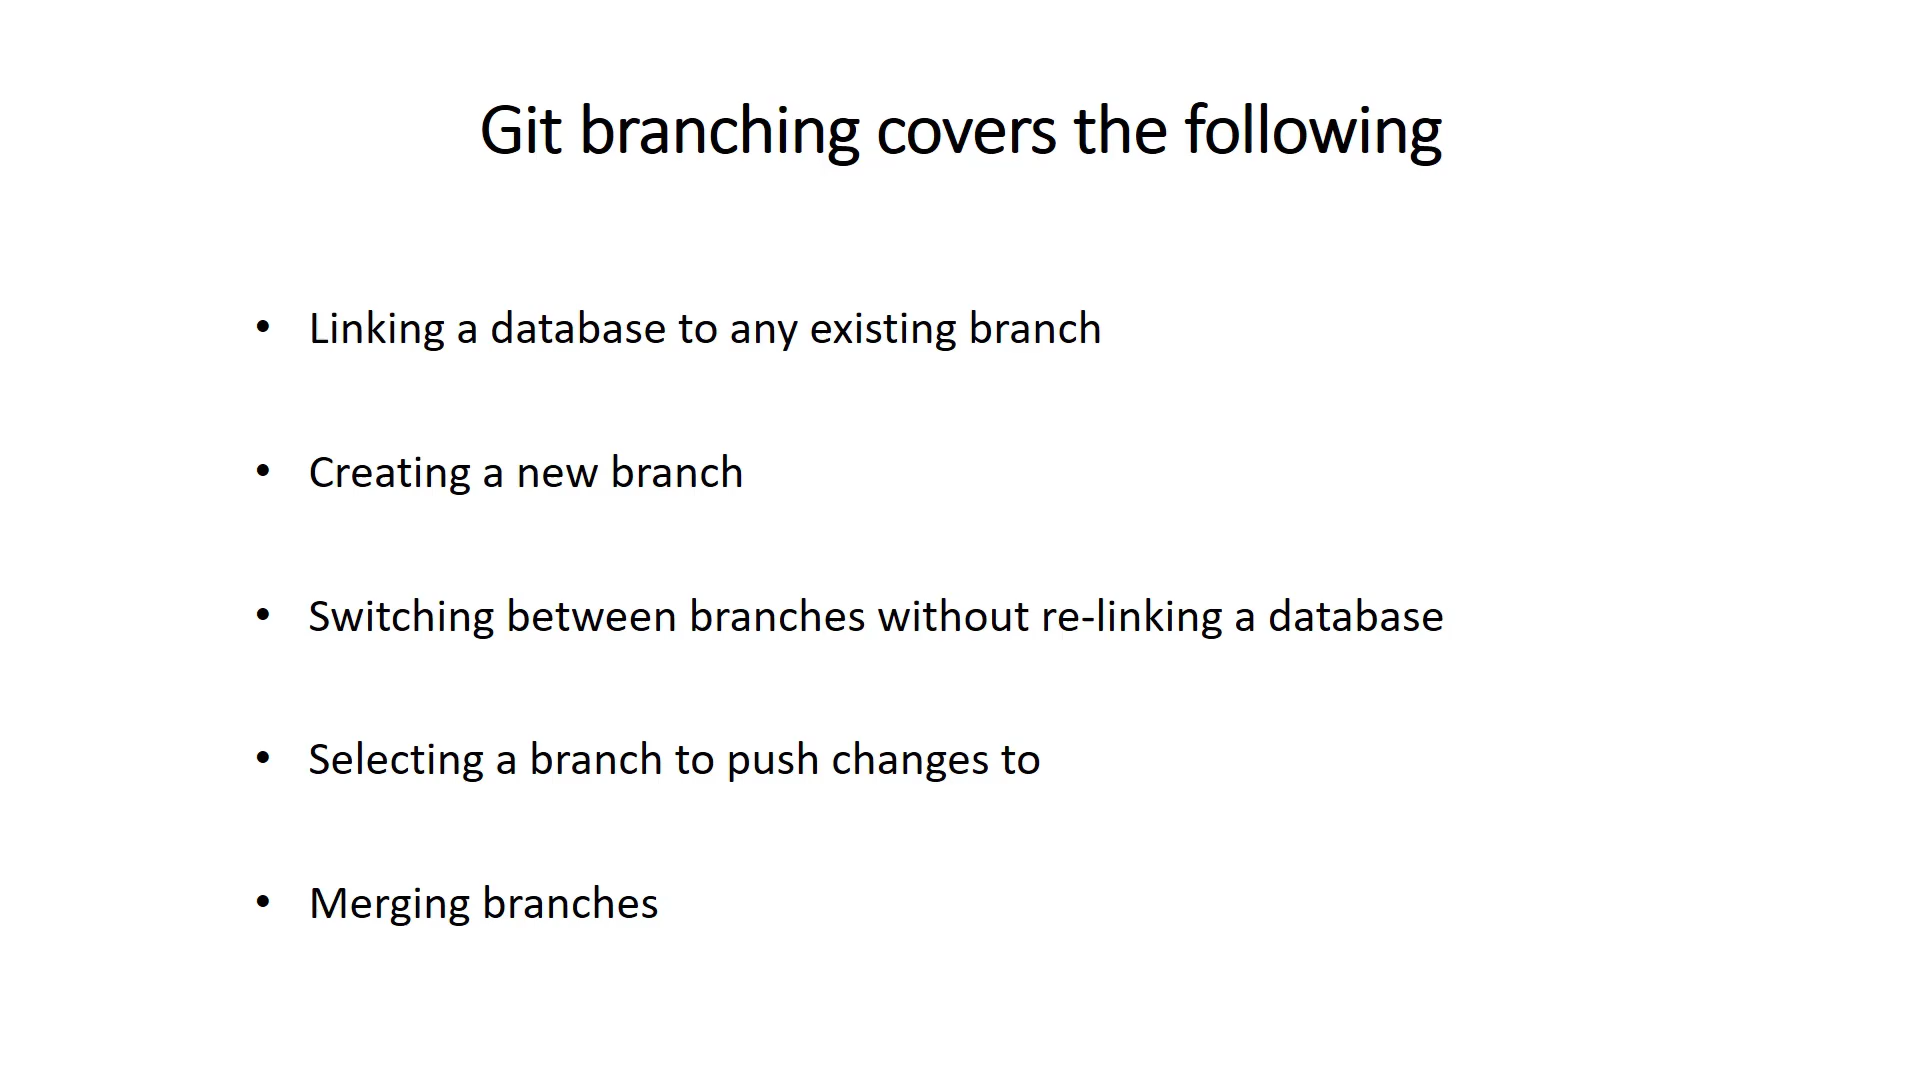 Git branching covers the following
• Linking a database to any existing branch
• Creating a new branch
• Switching between branches without re-linking a database
• Selecting a branch to push changes to
• Merging branches